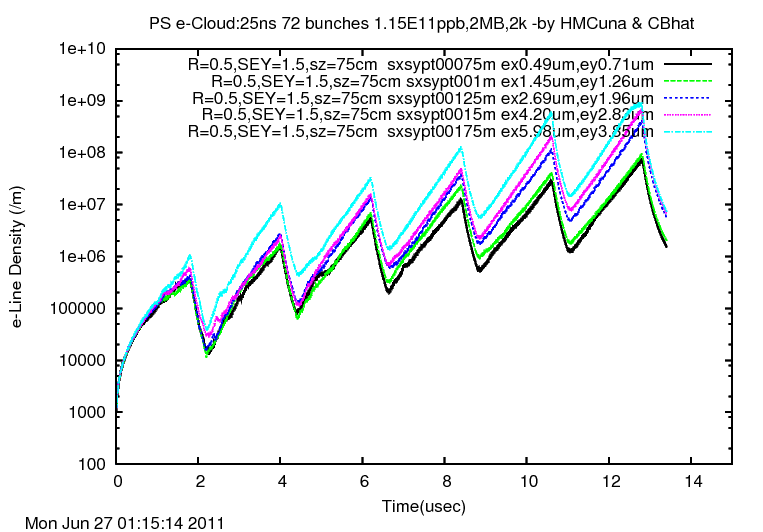 PS e-Cloud:25ns 72 bunches 1.15E11ppb,2MB,2k -by HMCuna & CBhat
1e+10
1e+09
1e+08
1e+07
1e+06
100000
10000
1000
100
e-Line Density (/m)
R=0.5,SEY=1.5,sz=75cm sxsypt00075m ex0.49um,ey0.71um
R=0.5,SEY=1.5,sz=75cm sxsypt001m ex1.45um,ey1.26um
R=0.5,SEY=1.5,sz=75cm sxsypt00125m ex2.69um,ey1.96um
R=0.5,SEY=1.5,sz=75cm sxsypt0015m ex4.20um,ey2.83um
R=0.5,SEY=1.5,sz=75cm sxsypt00175m ex5.98um,ey3.85um
0 2 4 6 8 10 12 14
Time(usec)
Mon Jun 27 01:15:14 2011